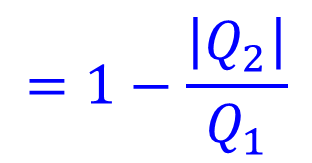 = 1 − |Q₂| / Q₁